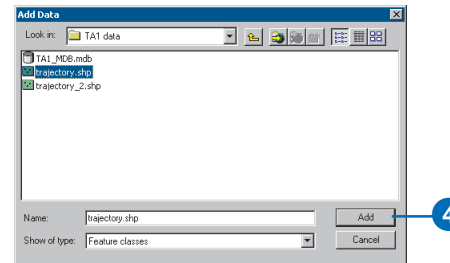 Add Data
Look in: TA1 data
TA1_MDB.mdb
trajectory.shp
trajectory_2.shp
Name: trajectory.shp Add 4
Show of type: Feature classes Cancel